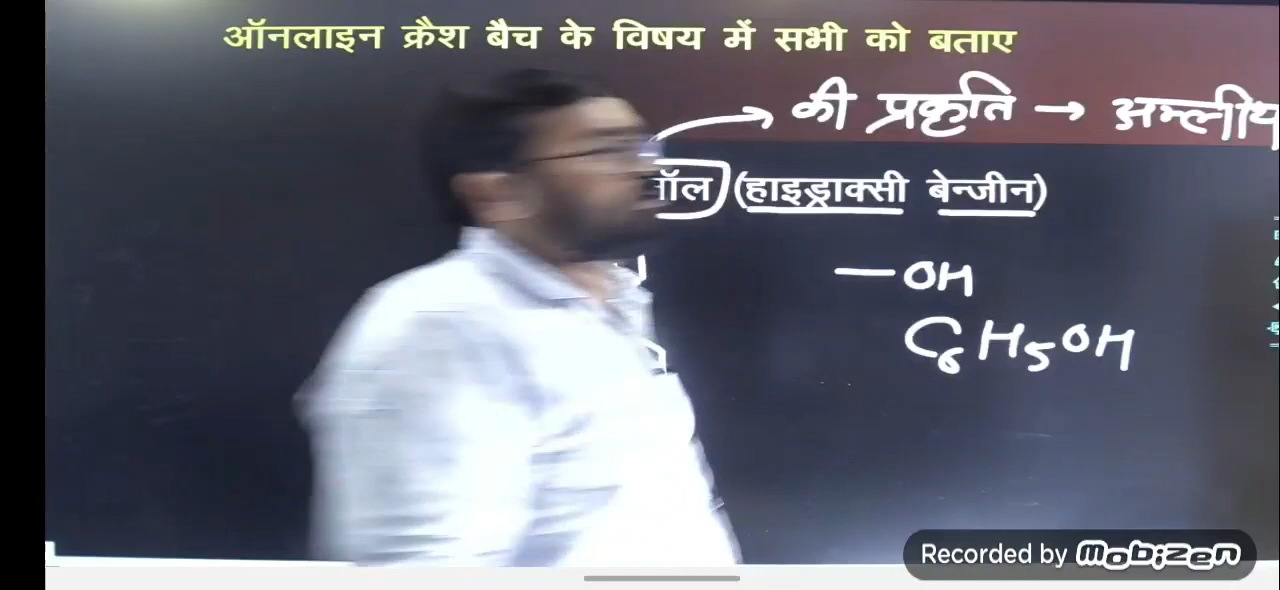 ऑनलाइन क्रैश बैच के विषय में सभी को बताए
की प्रकृति → अम्लीय
(हाइड्राक्सी बेन्जीन)
—OH
C₆H₅OH
Recorded by Mobizen